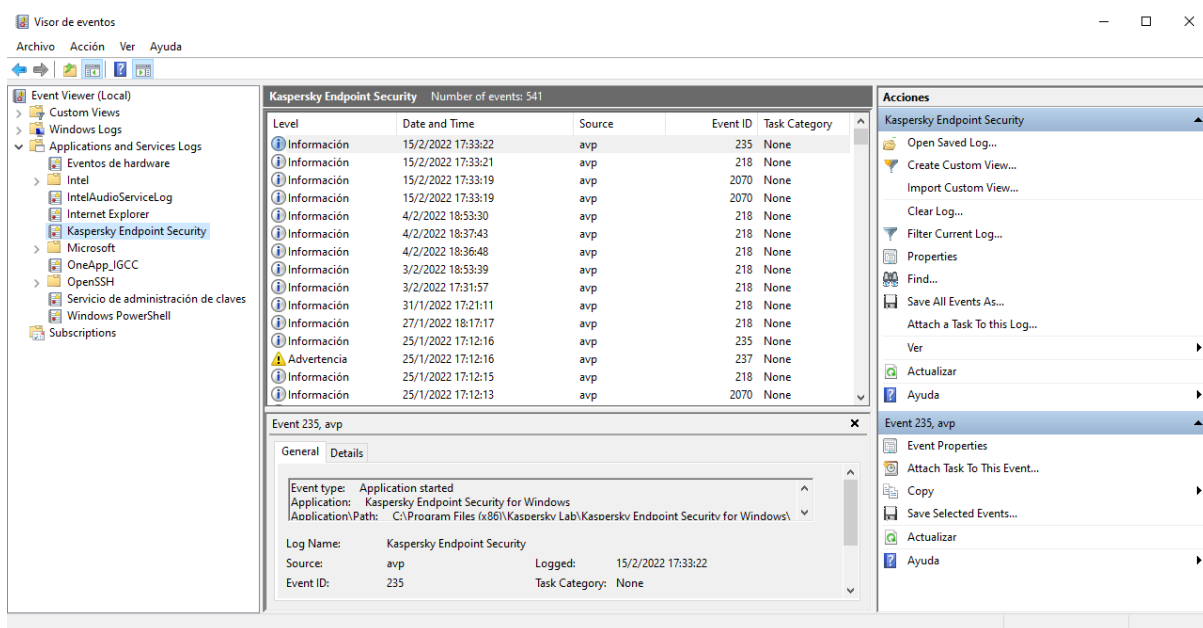 Visor de eventos
Archivo Acción Ver Ayuda
Event Viewer (Local)
Custom Views
Windows Logs
Applications and Services Logs
Eventos de hardware
Intel
IntelAudioServiceLog
Internet Explorer
Kaspersky Endpoint Security
Microsoft
OneApp_IGCC
OpenSSH
Servicio de administración de claves
Windows PowerShell
Subscriptions
Kaspersky Endpoint Security Number of events: 541
Level Date and Time Source Event ID Task Category
Información 15/2/2022 17:33:22 avp 235 None
Información 15/2/2022 17:33:21 avp 218 None
Información 15/2/2022 17:33:19 avp 2070 None
Información 15/2/2022 17:33:19 avp 2070 None
Información 4/2/2022 18:53:30 avp 218 None
Información 4/2/2022 18:37:43 avp 218 None
Información 4/2/2022 18:36:48 avp 218 None
Información 3/2/2022 18:53:39 avp 218 None
Información 3/2/2022 17:31:57 avp 218 None
Información 31/1/2022 17:21:11 avp 218 None
Información 27/1/2022 18:17:17 avp 218 None
Información 25/1/2022 17:12:16 avp 235 None
Advertencia 25/1/2022 17:12:16 avp 237 None
Información 25/1/2022 17:12:15 avp 218 None
Información 25/1/2022 17:12:13 avp 2070 None
Event 235, avp
General Details
Event type: Application started
Application: Kaspersky Endpoint Security for Windows
Application\Path: C:\Program Files (x86)\Kaspersky Lab\Kaspersky Endpoint Security for Windows\
Log Name: Kaspersky Endpoint Security
Source: avp Logged: 15/2/2022 17:33:22
Event ID: 235 Task Category: None
Acciones
Kaspersky Endpoint Security
Open Saved Log...
Create Custom View...
Import Custom View...
Clear Log...
Filter Current Log...
Properties
Find...
Save All Events As...
Attach a Task To this Log...
Ver
Actualizar
Ayuda
Event 235, avp
Event Properties
Attach Task To This Event...
Copy
Save Selected Events...
Actualizar
Ayuda